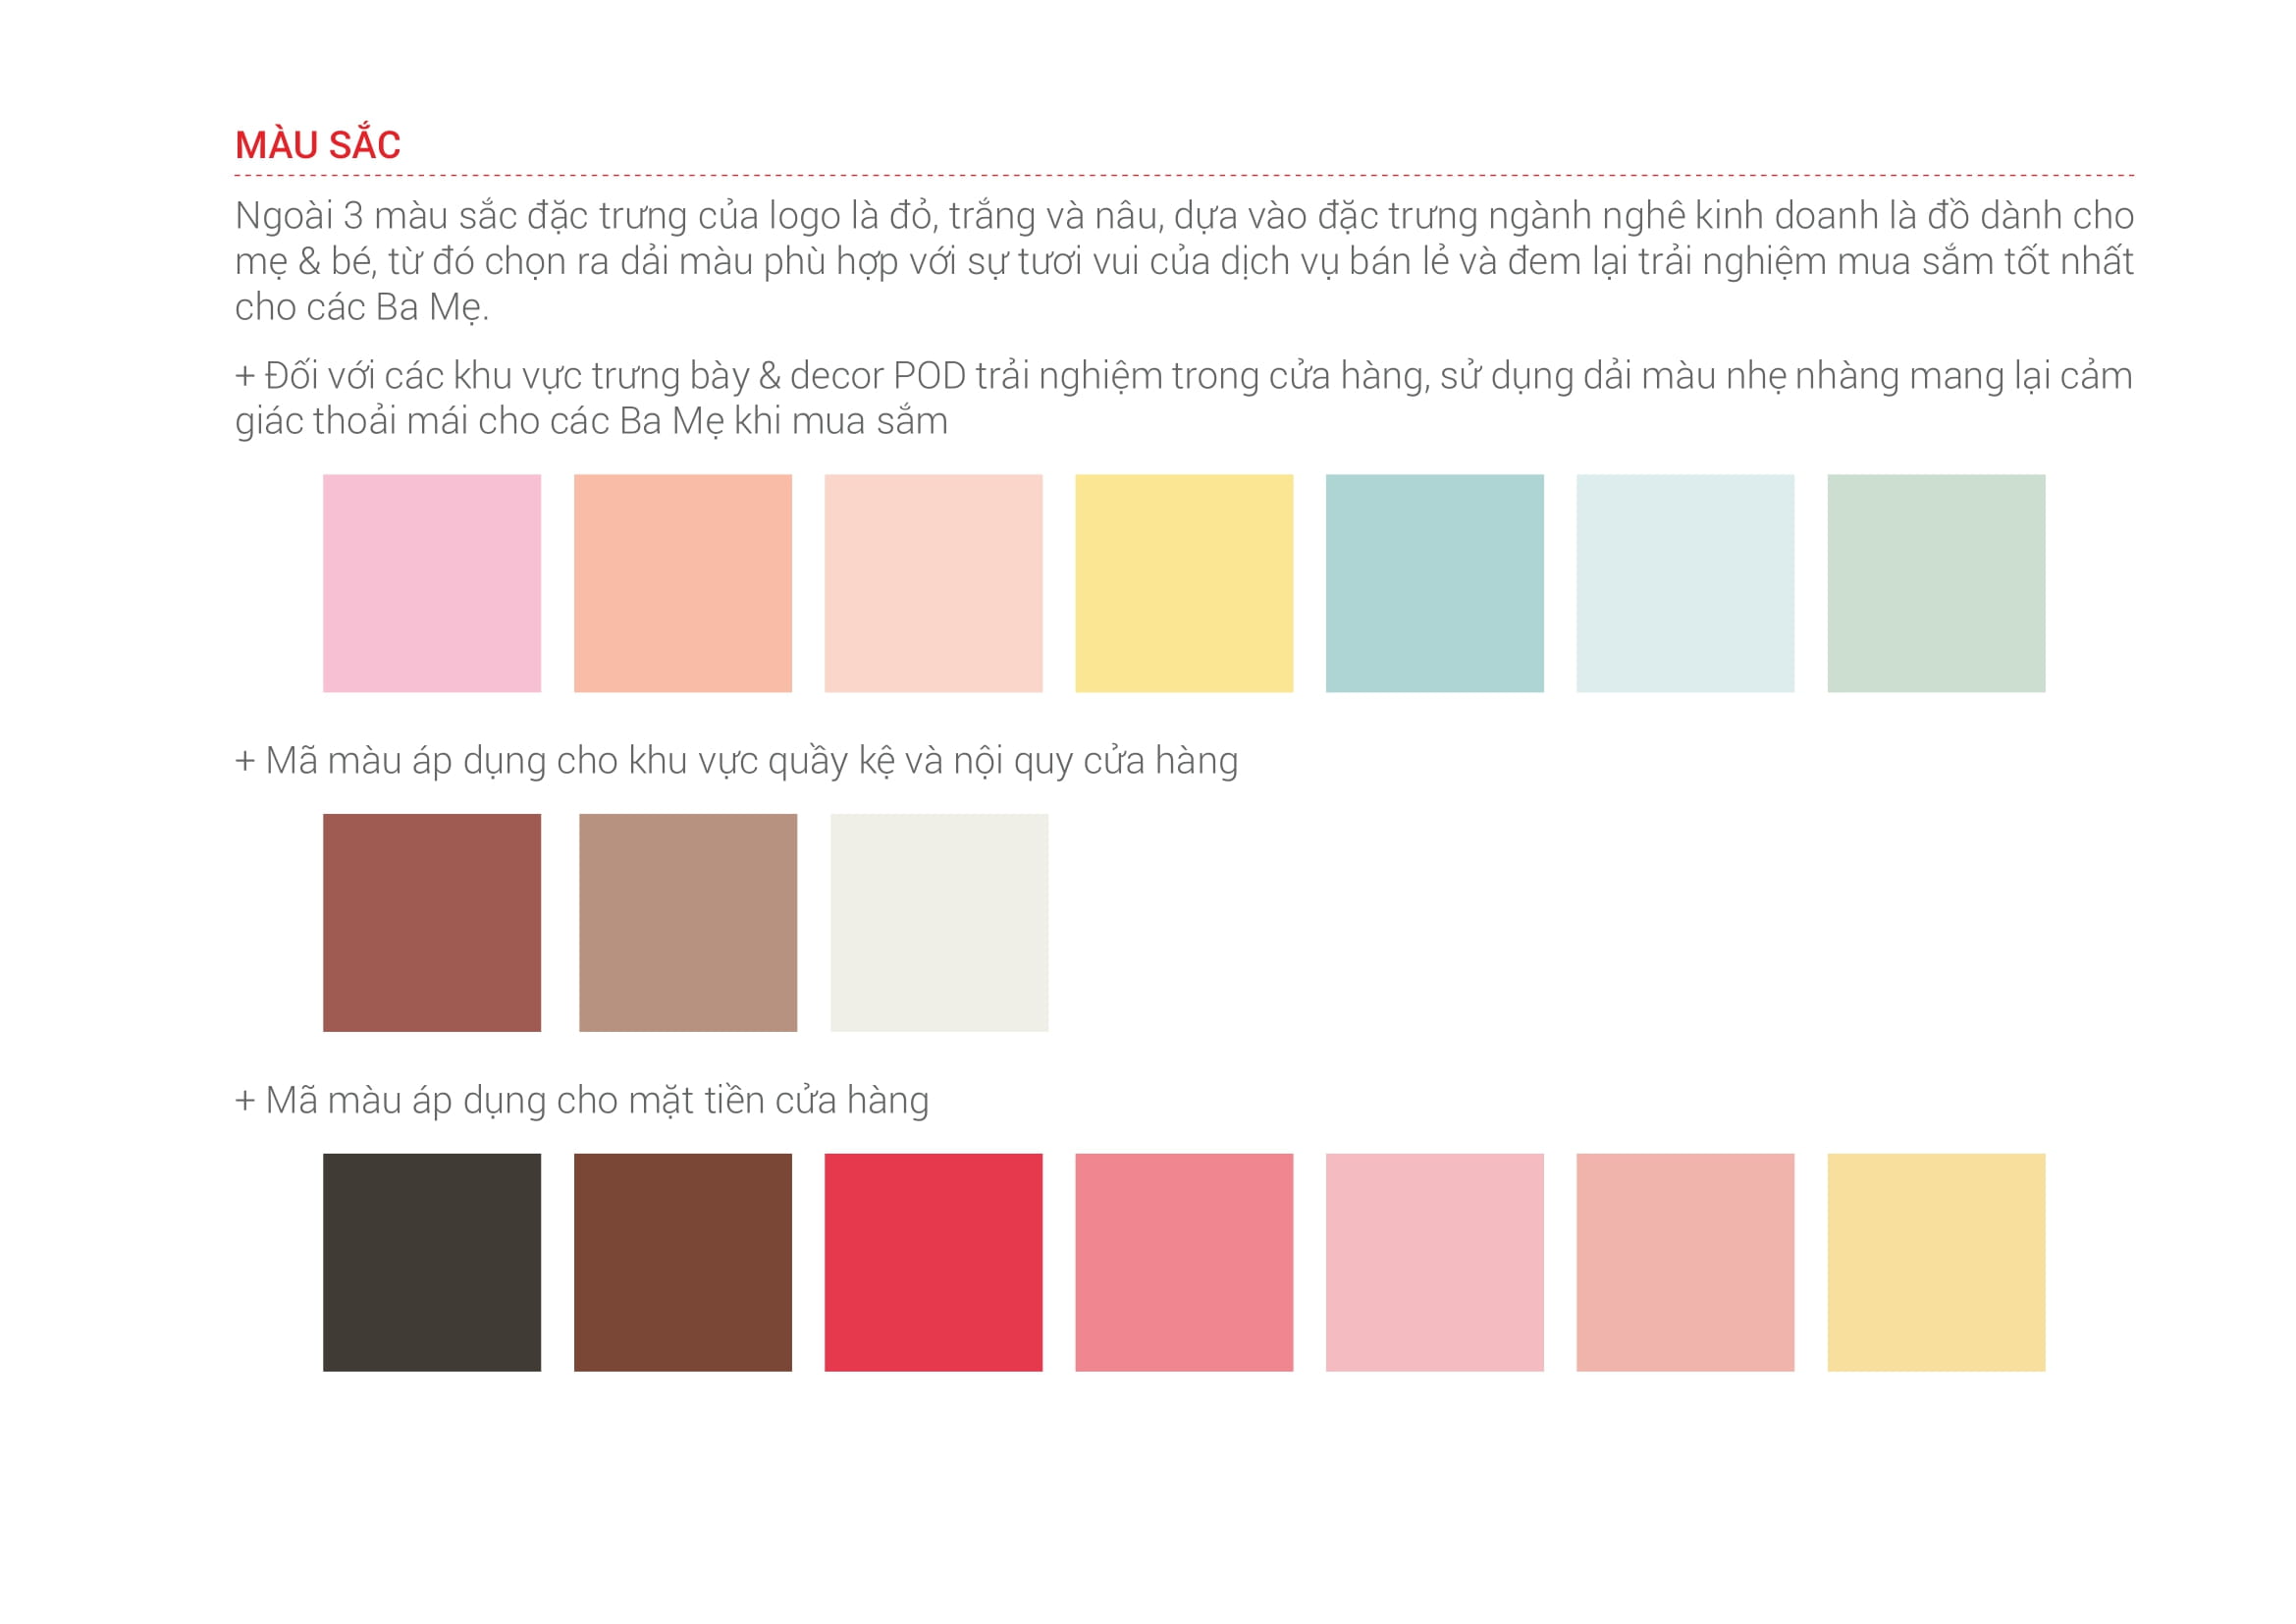 MÀU SẮC
Ngoài 3 màu sắc đặc trưng của logo là đỏ, trắng và nâu, dựa vào đặc trưng ngành nghề kinh doanh là đồ dành cho
mẹ & bé, từ đó chọn ra dải màu phù hợp với sự tươi vui của dịch vụ bán lẻ và đem lại trải nghiệm mua sắm tốt nhất
cho các Ba Mẹ.
+ Đối với các khu vực trưng bày & decor POD trải nghiệm trong cửa hàng, sử dụng dải màu nhẹ nhàng mang lại cảm
giác thoải mái cho các Ba Mẹ khi mua sắm
+ Mã màu áp dụng cho khu vực quầy kệ và nội quy cửa hàng
+ Mã màu áp dụng cho mặt tiền cửa hàng